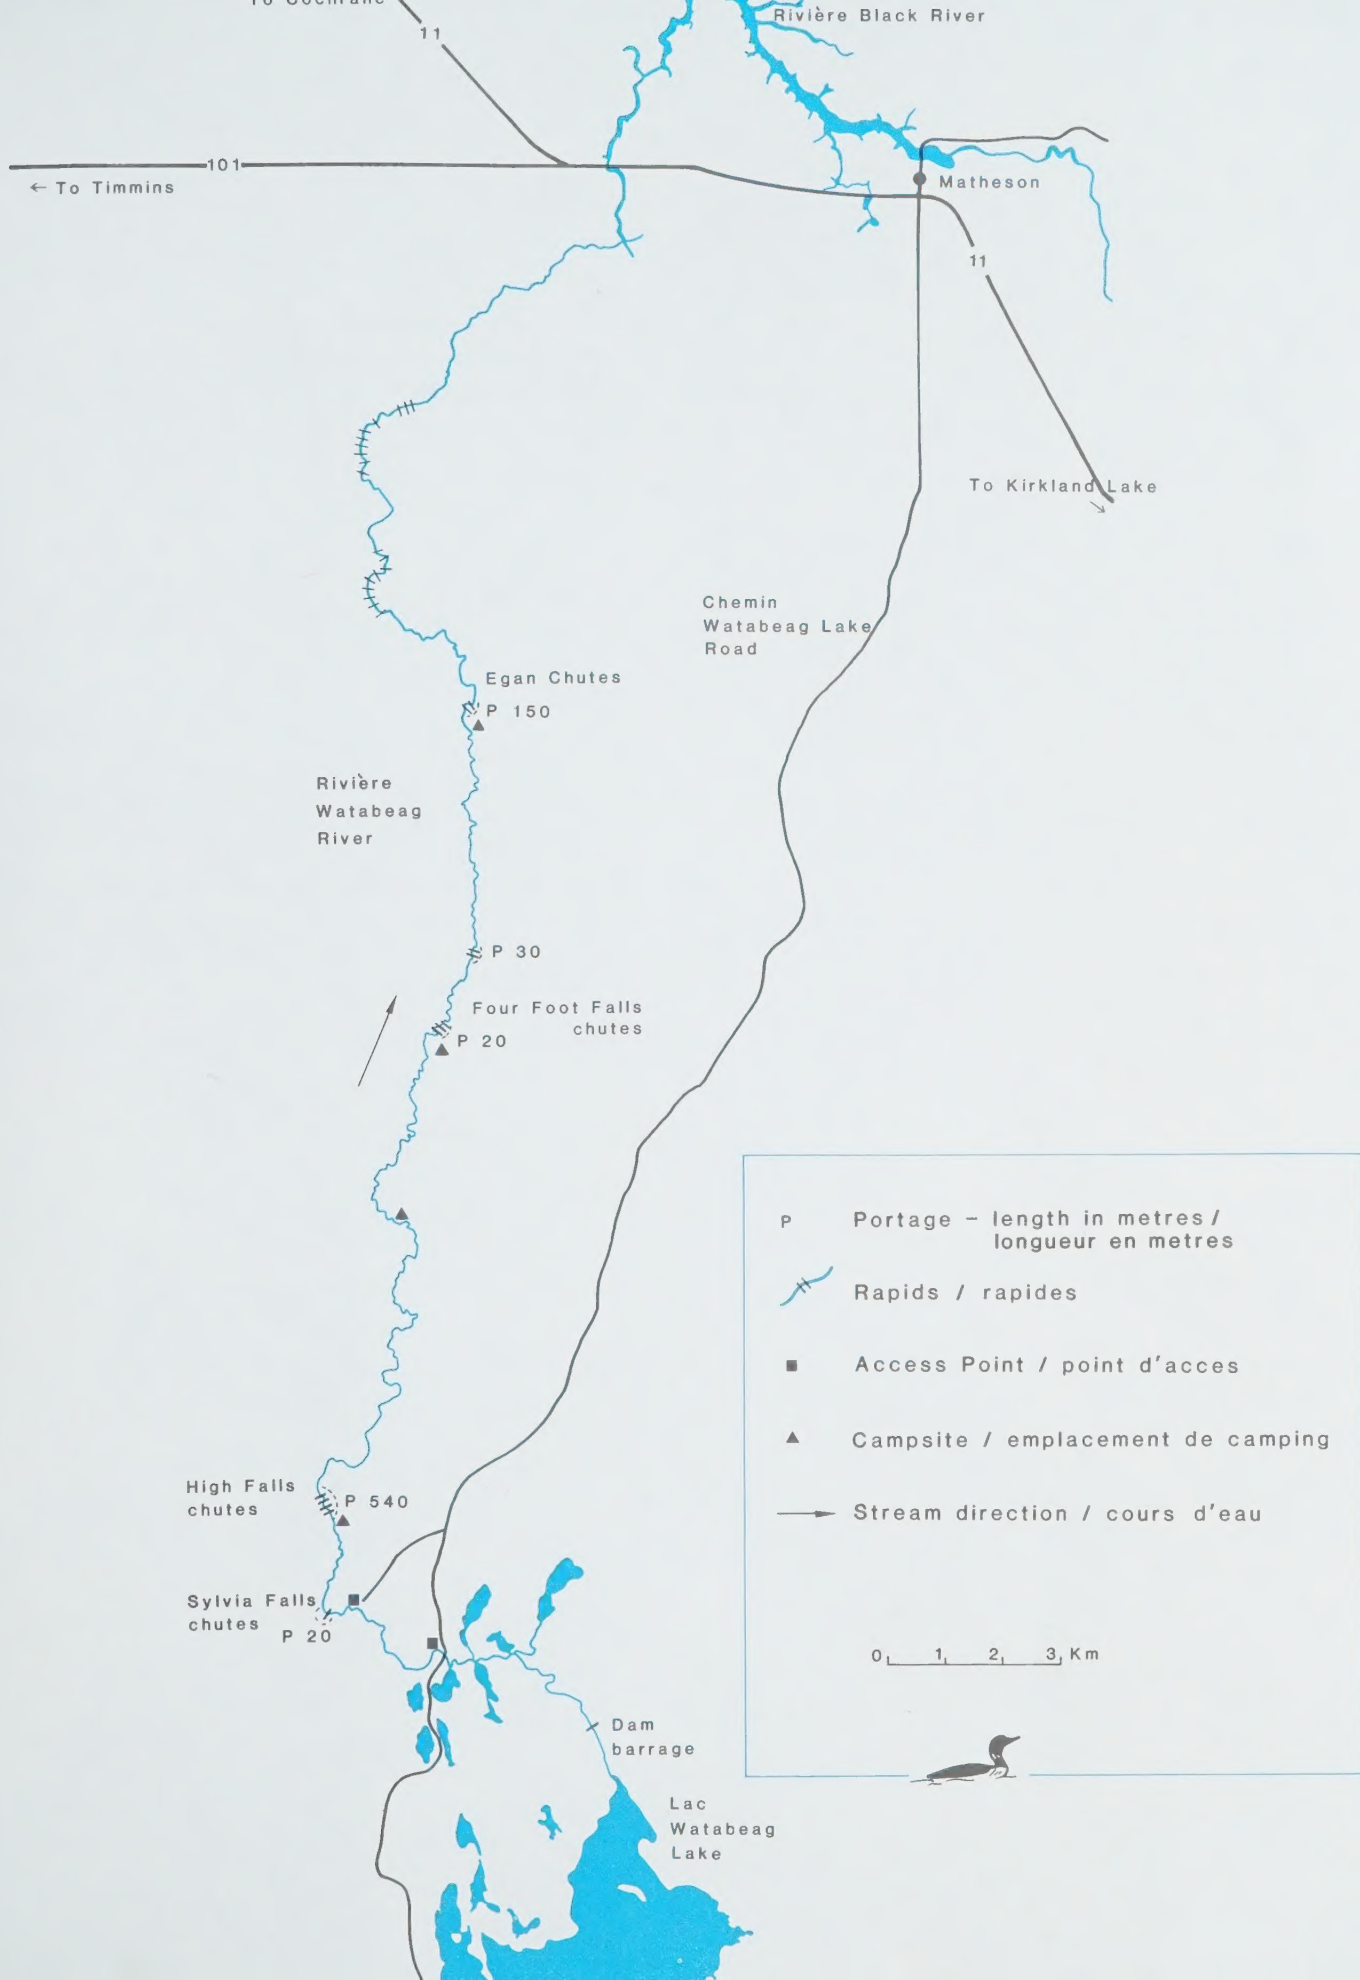 To Cochrane
Rivière Black River
11
101
← To Timmins
Matheson
11
To Kirkland Lake
Chemin
Watabeag Lake
Road
Egan Chutes
P 150
Rivière
Watabeag
River
P 30
Four Foot Falls
chutes
P 20
P Portage – length in metres /
longueur en metres
Rapids / rapides
Access Point / point d'acces
Campsite / emplacement de camping
Stream direction / cours d'eau
High Falls
chutes
P 540
Sylvia Falls
chutes
P 20
0 1 2 3 Km
Dam
barrage
Lac
Watabeag
Lake